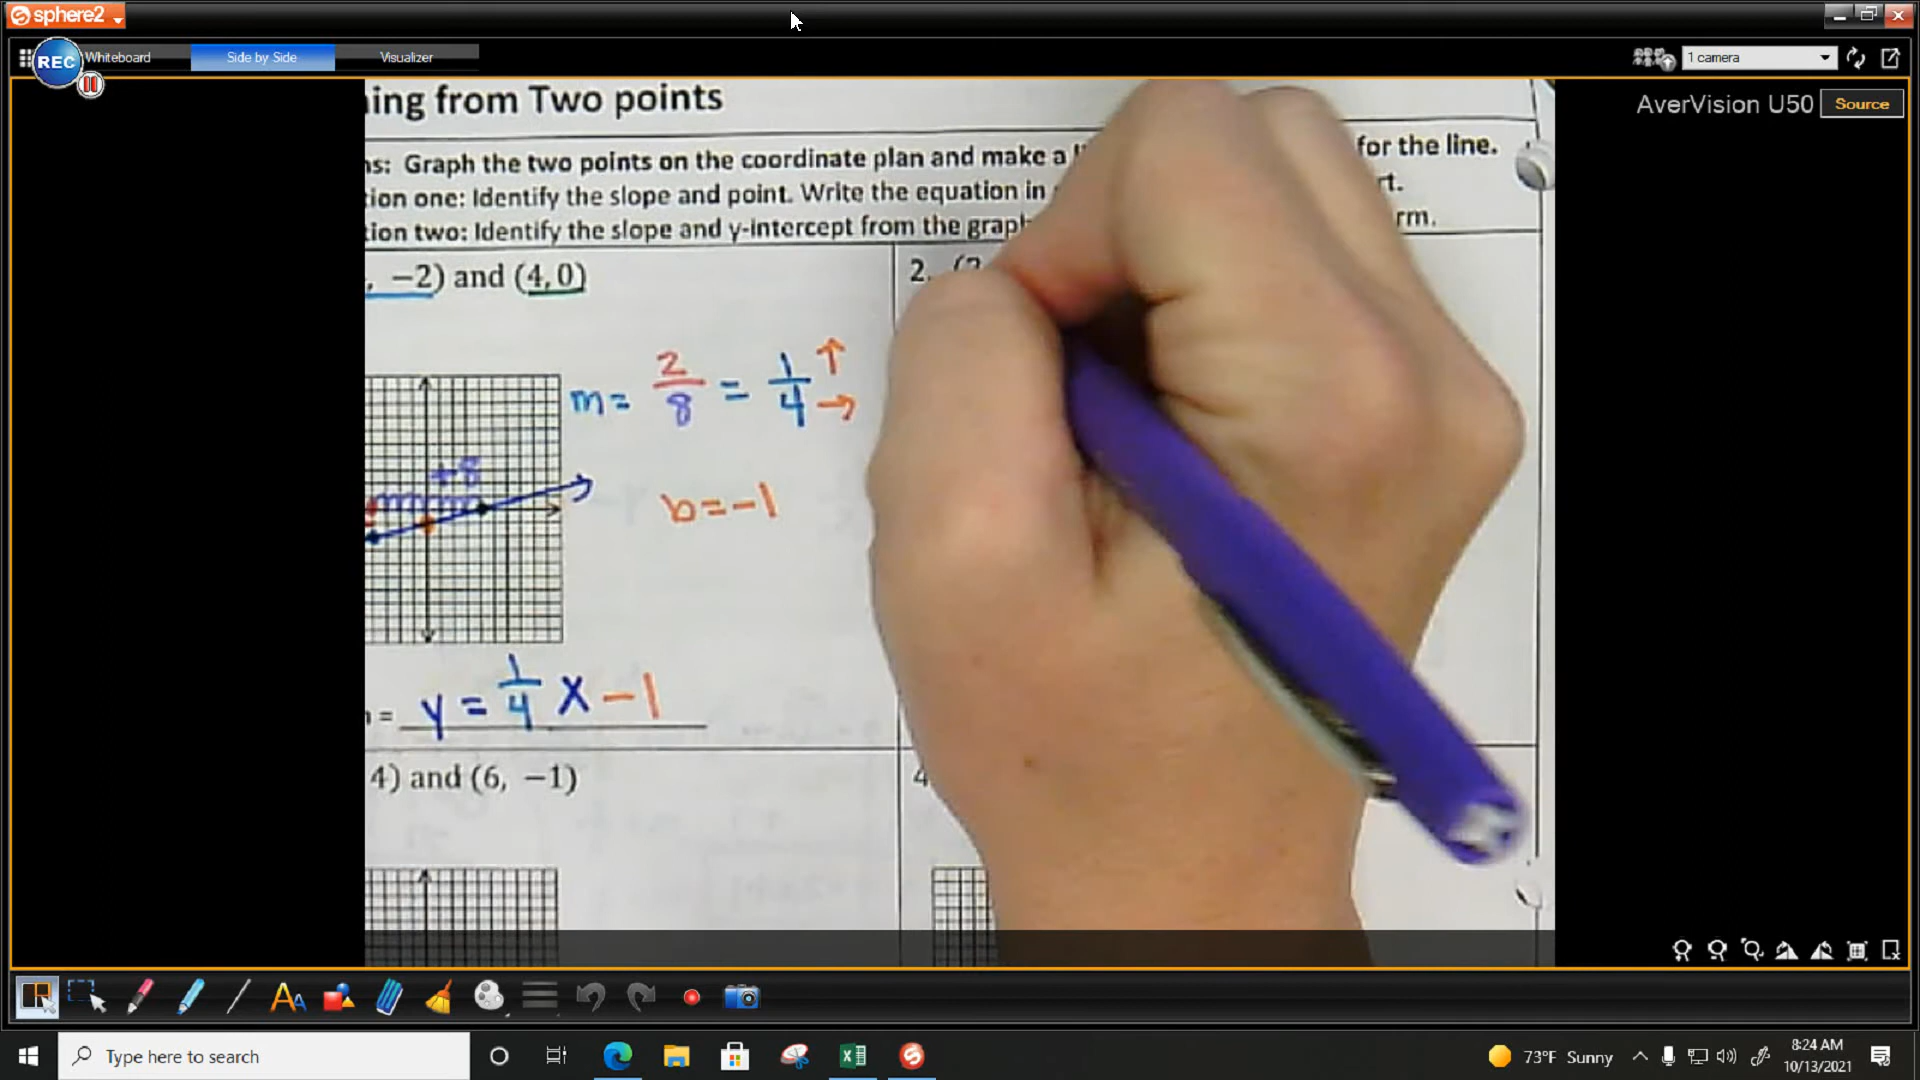 sphere2
REC Whiteboard Side by Side Visualizer 1 camera
AverVision U50 Source
ing from Two points
ns: Graph the two points on the coordinate plan and make a for the line.
tion one: Identify the slope and point. Write the equation in rt.
tion two: Identify the slope and y-intercept from the graph rm.
, −2) and (4, 0)
2.
m = 2/8 = 1/4 ↑ →
+8
b = -1
= y = 1/4 x - 1
4) and (6, −1)
4
Type here to search
73°F Sunny
8:24 AM
10/13/2021